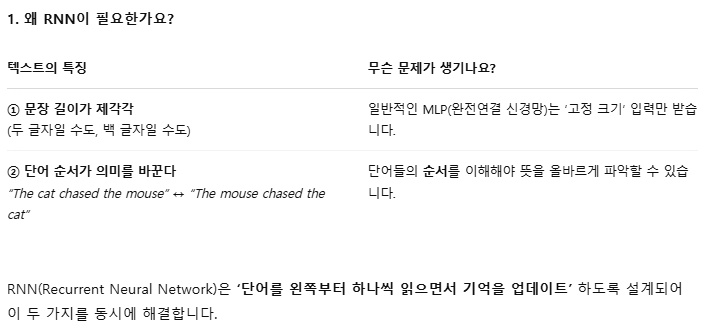 1. 왜 RNN이 필요한가요?
텍스트의 특징
무슨 문제가 생기나요?
① 문장 길이가 제각각
(두 글자일 수도, 백 글자일 수도)
일반적인 MLP(완전연결 신경망)는 ‘고정 크기’ 입력만 받습
니다.
② 단어 순서가 의미를 바꾼다
“The cat chased the mouse” ↔ “The mouse chased the
cat”
단어들의 순서를 이해해야 뜻을 올바르게 파악할 수 있습
니다.
RNN(Recurrent Neural Network)은 ‘단어를 왼쪽부터 하나씩 읽으면서 기억을 업데이트’ 하도록 설계되어
이 두 가지를 동시에 해결합니다.